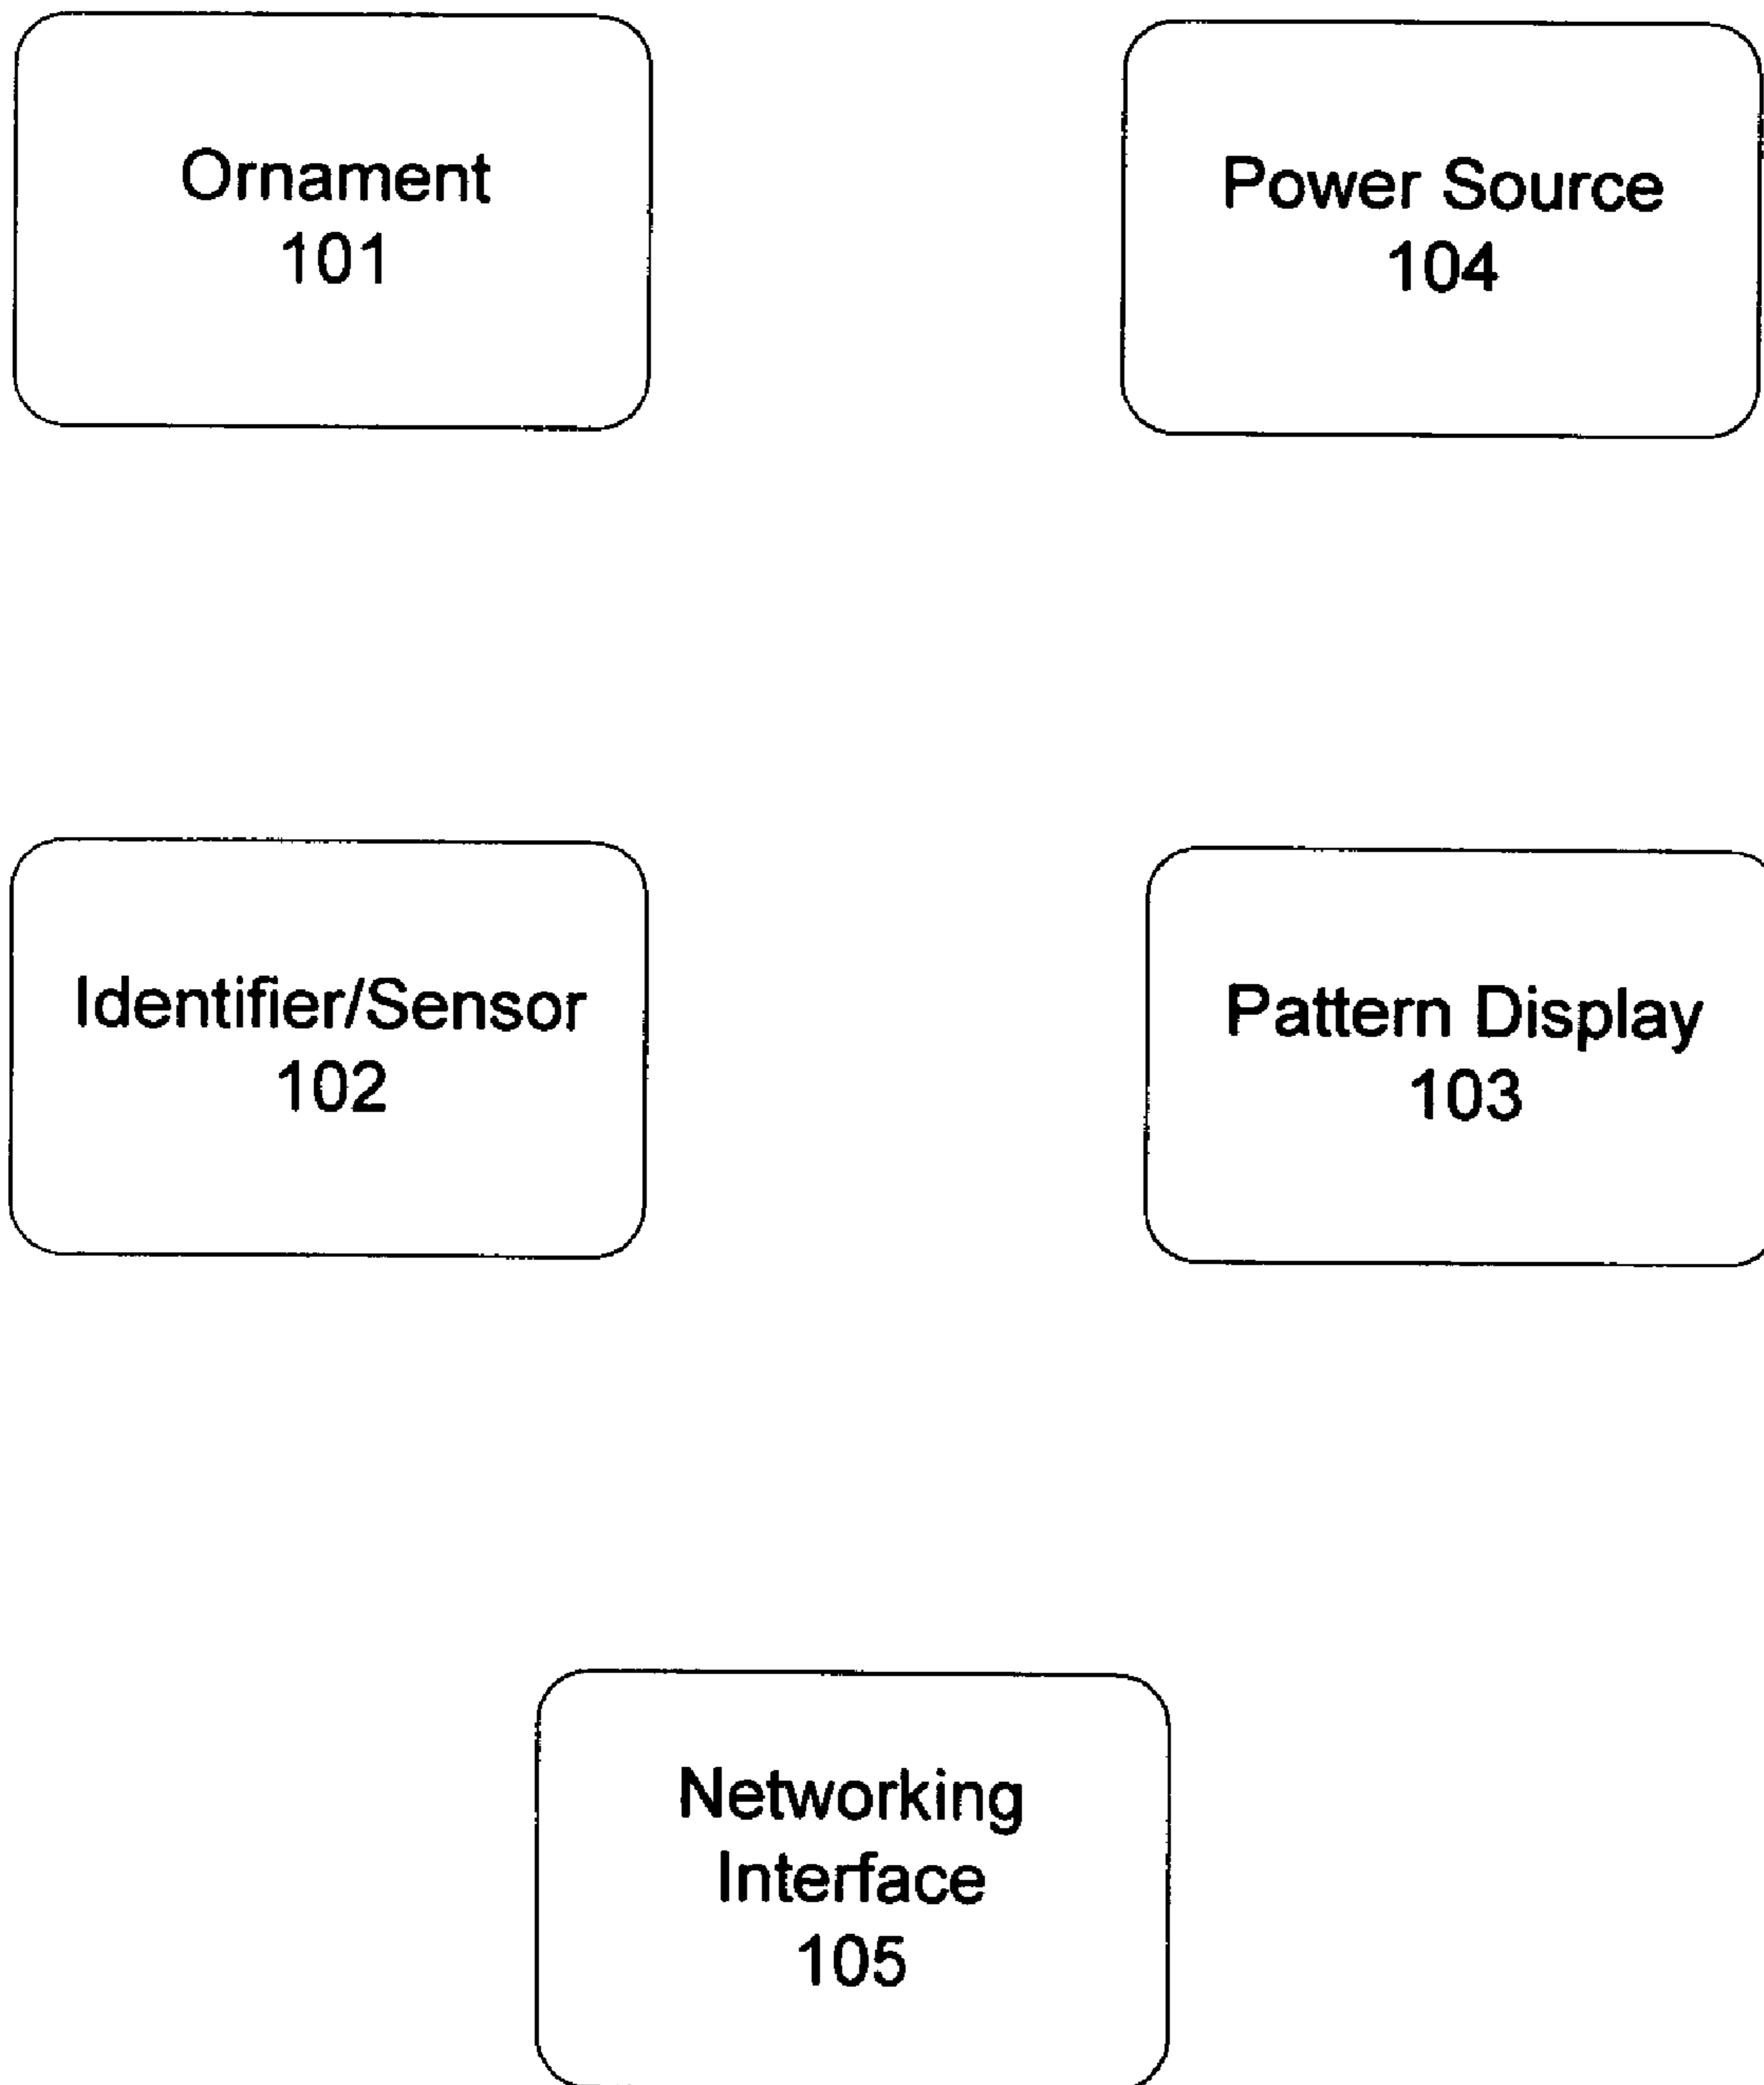 Ornament
101
Power Source
104
Identifier/Sensor
102
Pattern Display
103
Networking
Interface
105